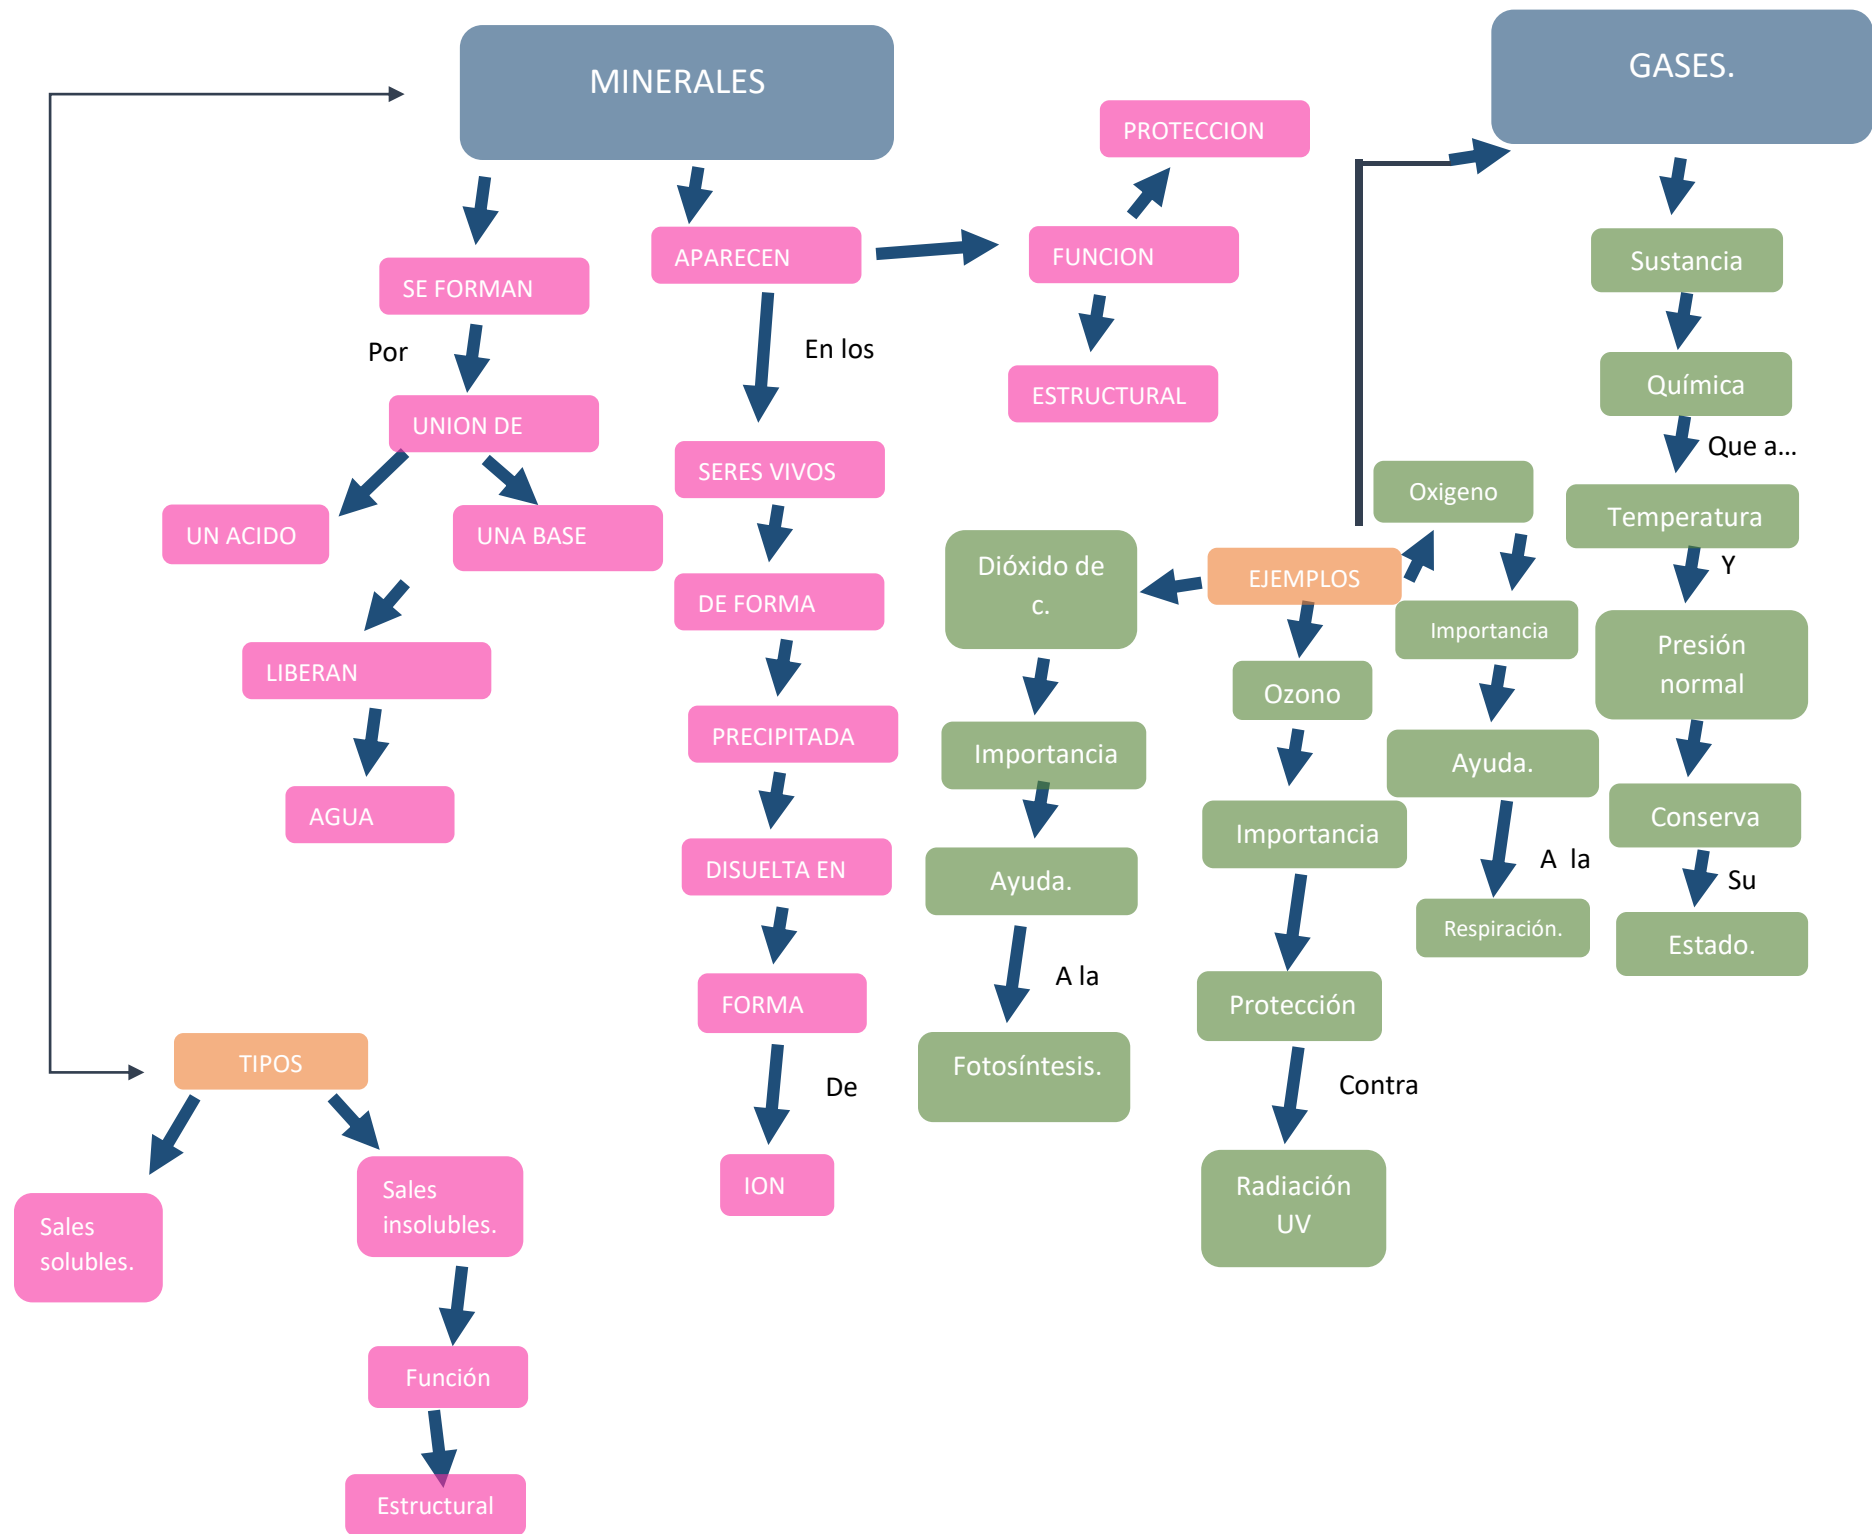 MINERALES
GASES.
PROTECCION
APARECEN
FUNCION
Sustancia
SE FORMAN
Por
En los
ESTRUCTURAL
Química
UNION DE
Que a...
SERES VIVOS
Oxigeno
UN ACIDO
UNA BASE
Temperatura
Dióxido de
c.
EJEMPLOS
Y
DE FORMA
Importancia
Presión
normal
LIBERAN
Ozono
PRECIPITADA
Importancia
Ayuda.
AGUA
Importancia
Conserva
DISUELTA EN
Ayuda.
A la
Su
Respiración.
Estado.
FORMA
A la
Protección
TIPOS
De
Fotosíntesis.
Contra
Sales
insolubles.
ION
Radiación
UV
Sales
solubles.
Función
Estructural